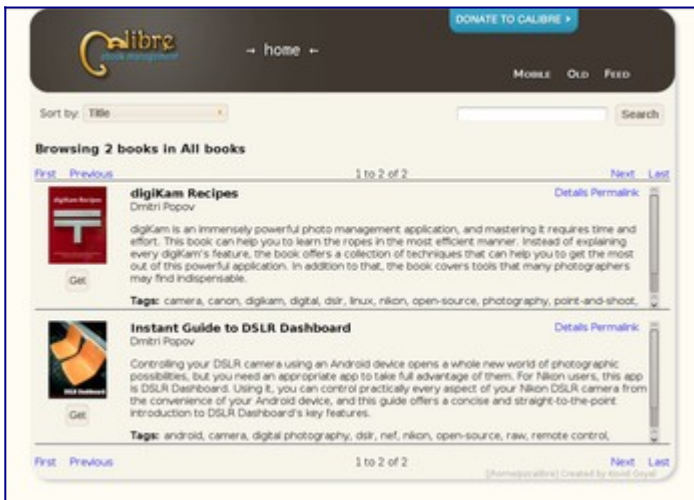 DONATE TO CALIBRE
Calibre
ebook management
→ home ←
MOBILE OLD FEED
Sort by: Title
Search
Browsing 2 books in All books
First Previous 1 to 2 of 2 Next Last
digiKam Recipes
digiKam Recipes Details Permalink
Dmitri Popov
digiKam is an immensely powerful photo management application, and mastering it requires time and
effort. This book can help you to learn the ropes in the most efficient manner. Instead of explaining
every digiKam's feature, the book offers a collection of techniques that can help you to get the most
out of this powerful application. In addition to that, the book covers tools that many photographers
may find indispensable.
Get
Tags: camera, canon, digikam, digital, dslr, linux, nikon, open-source, photography, point-and-shoot,
Instant Guide to DSLR Dashboard Details Permalink
Dmitri Popov
Controlling your DSLR camera using an Android device opens a whole new world of photographic
possibilities, but you need an appropriate app to take full advantage of them. For Nikon users, this app
is DSLR Dashboard. Using it, you can control practically every aspect of your Nikon DSLR camera from
the convenience of your Android device, and this guide offers a concise and straight-to-the-point
introduction to DSLR Dashboard's key features.
DSLR Dashboard
Get
Tags: android, camera, digital photography, dslr, nef, nikon, open-source, raw, remote control,
First Previous 1 to 2 of 2 Next Last
Created by Kovid Goyal